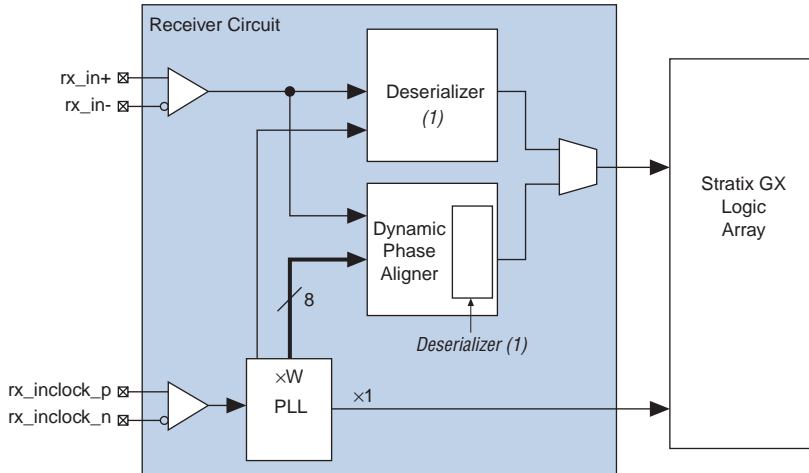 Receiver Circuit
rx_in+
rx_in-
Deserializer
(1)
Stratix GX
Logic
Array
Dynamic
Phase
Aligner
8
Deserializer (1)
rx_inclock_p
rx_inclock_n
×W
PLL
×1